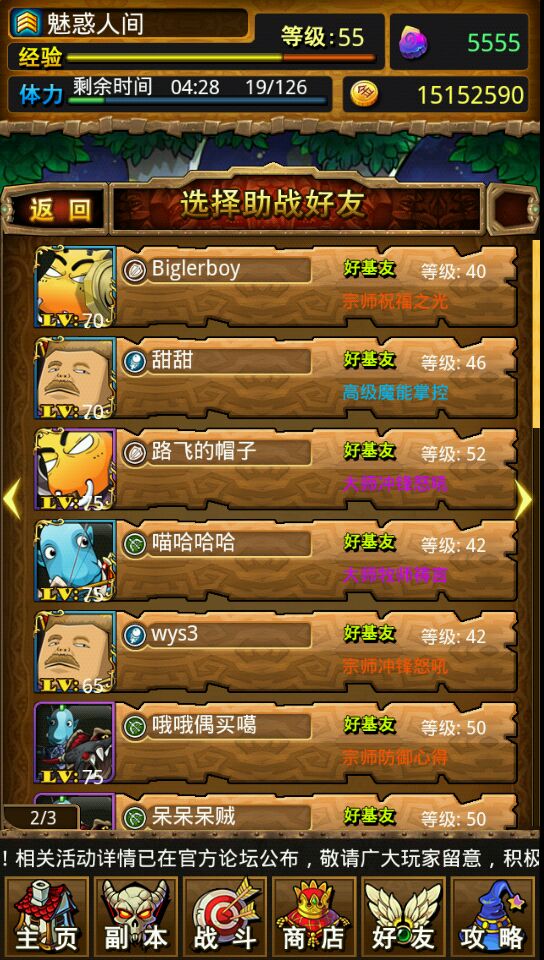 魅惑人间
等级:55
5555
经验
体力
剩余时间 04:28 19/126
15152590
返 回
选择助战好友
Biglerboy
好基友
等级: 40
宗师祝福之光
LV: 70
甜甜
好基友
等级: 46
高级魔能掌控
LV: 70
路飞的帽子
好基友
等级: 52
大师冲锋怒吼
LV: 75
喵哈哈哈
好基友
等级: 42
LV: 75
wys3
好基友
等级: 42
宗师冲锋怒吼
LV: 65
哦哦偶买噶
好基友
等级: 50
宗师防御心得
LV: 75
呆呆呆贼
好基友
等级: 50
2/3
！相关活动详情已在官方论坛公布，敬请广大玩家留意，积极
主 页
副 本
战 斗
商 店
好 友
攻 略